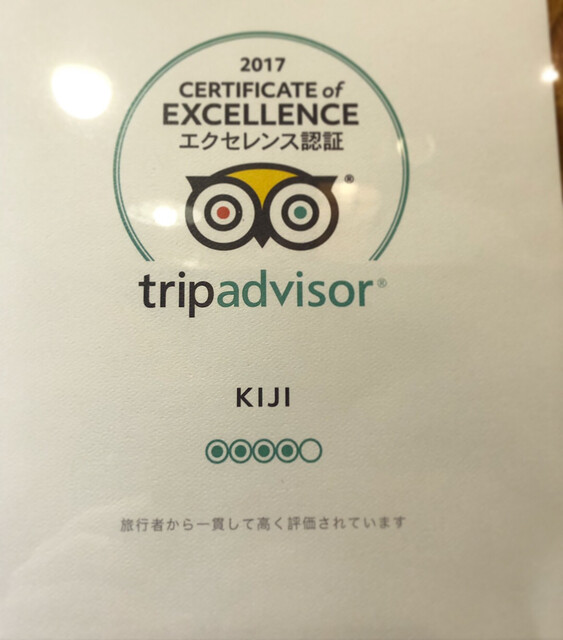 2017
CERTIFICATE of
EXCELLENCE
エクセレンス認証
®
tripadvisor®
KIJI
旅行者から一貫して高く評価されています